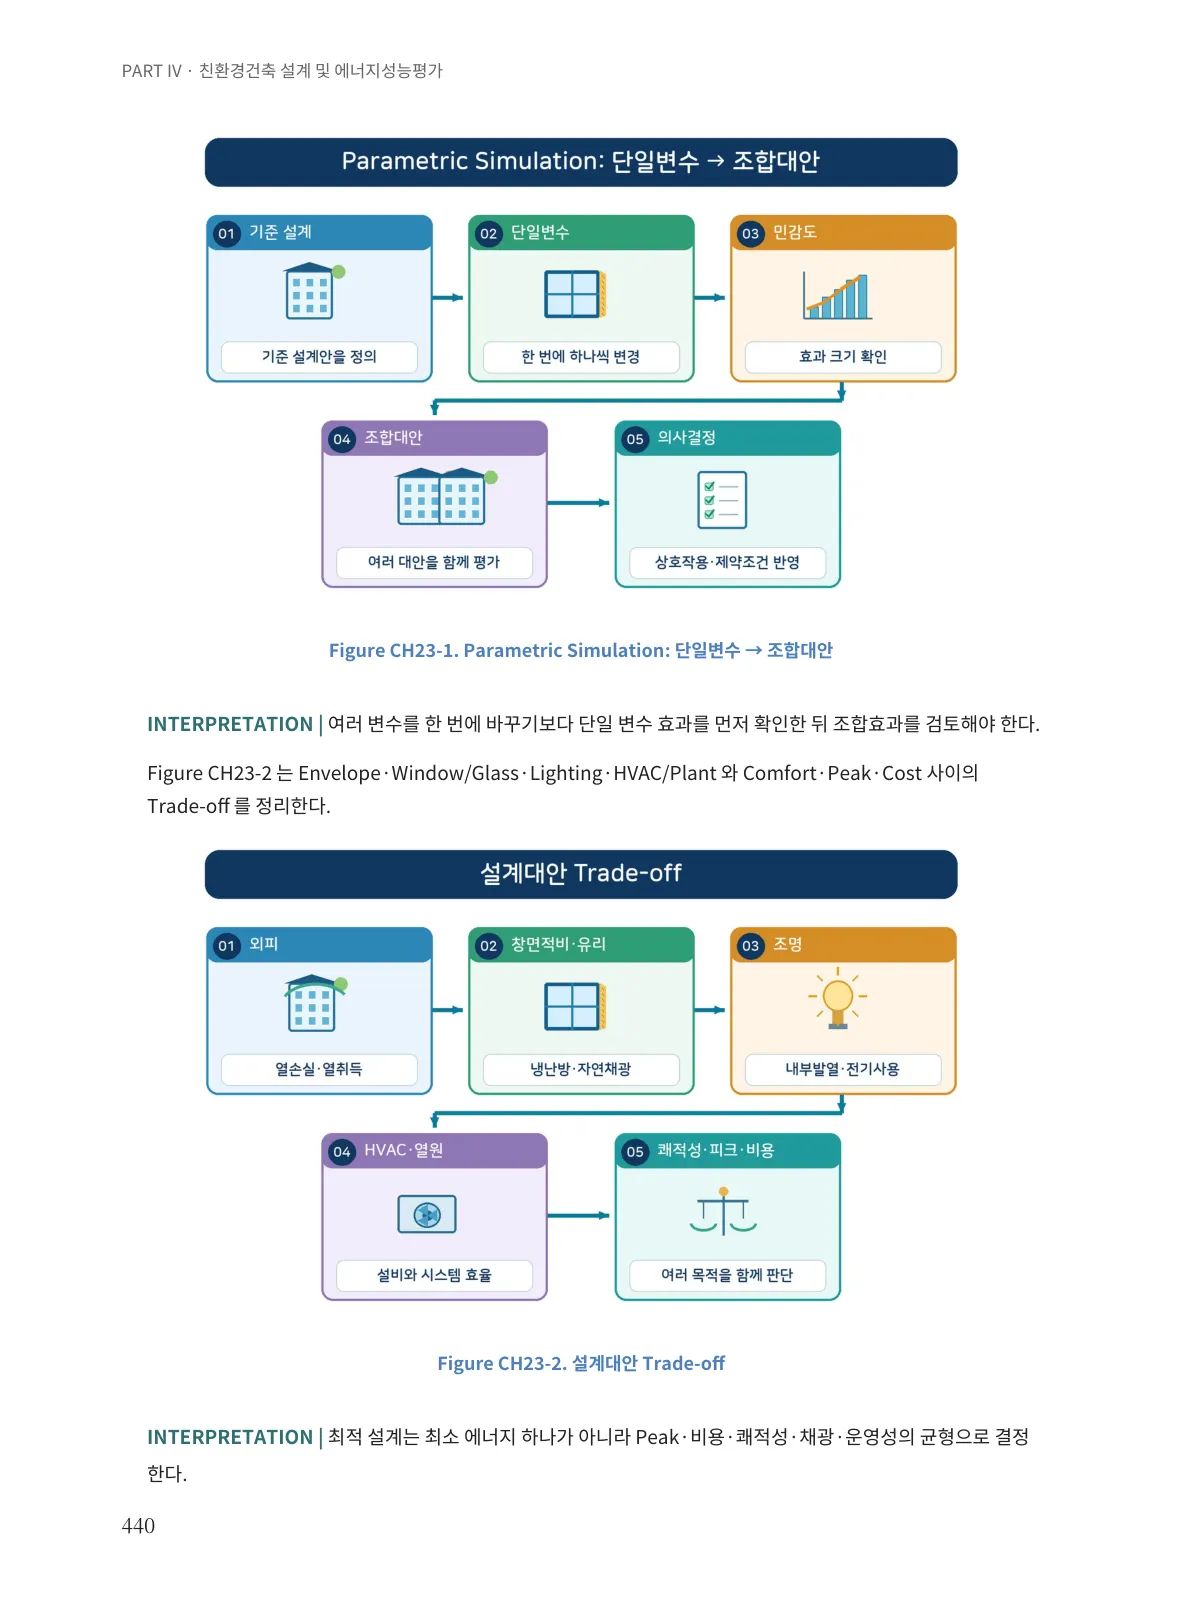 PART IV · 친환경건축 설계 및 에너지성능평가
Parametric Simulation: 단일변수 → 조합대안
01 기준 설계
기준 설계안을 정의
02 단일변수
한 번에 하나씩 변경
03 민감도
효과 크기 확인
04 조합대안
여러 대안을 함께 평가
05 의사결정
상호작용·제약조건 반영
Figure CH23-1. Parametric Simulation: 단일변수 → 조합대안
INTERPRETATION | 여러 변수를 한 번에 바꾸기보다 단일 변수 효과를 먼저 확인한 뒤 조합효과를 검토해야 한다.
Figure CH23-2 는 Envelope·Window/Glass·Lighting·HVAC/Plant 와 Comfort·Peak·Cost 사이의
Trade-off 를 정리한다.
설계대안 Trade-off
01 외피
열손실·열취득
02 창면적비·유리
냉난방·자연채광
03 조명
내부발열·전기사용
04 HVAC·열원
설비와 시스템 효율
05 쾌적성·피크·비용
여러 목적을 함께 판단
Figure CH23-2. 설계대안 Trade-off
INTERPRETATION | 최적 설계는 최소 에너지 하나가 아니라 Peak·비용·쾌적성·채광·운영성의 균형으로 결정
한다.
440